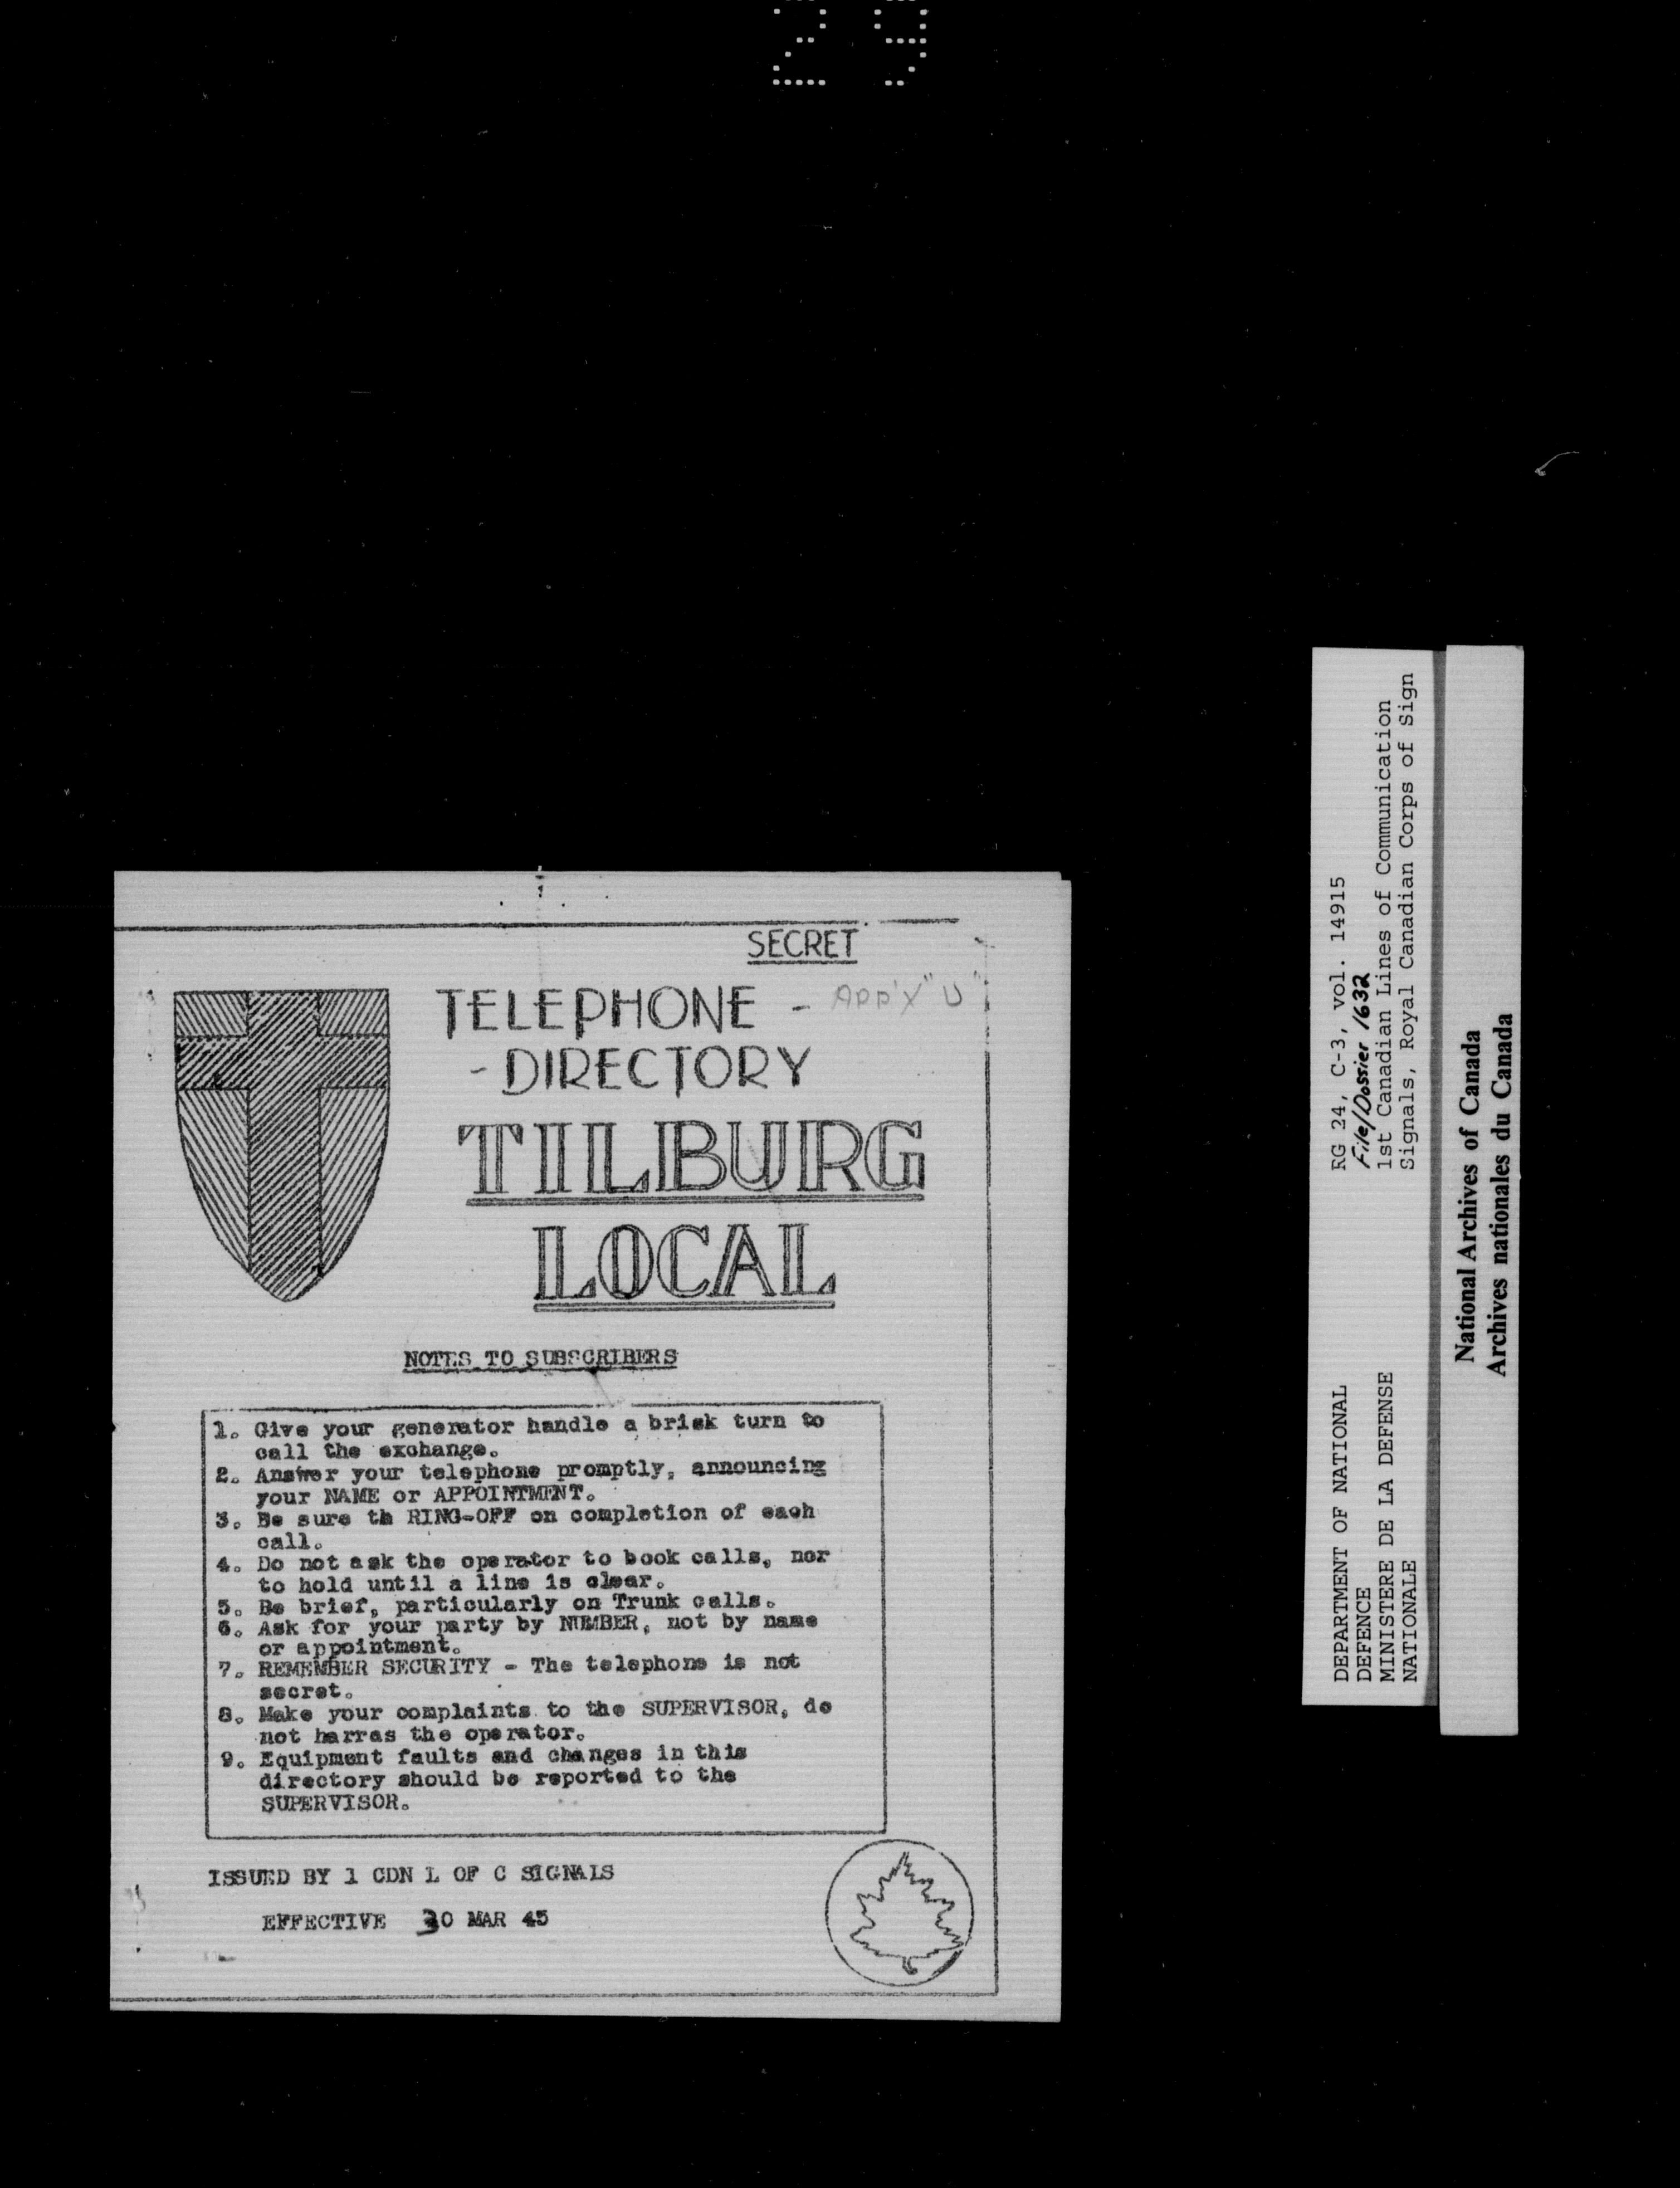 29
SECRET
TELEPHONE - APP'X "U"
- DIRECTORY
TILBURG
LOCAL
NOTES TO SUBSCRIBERS
1. Give your generator handle a brisk turn to
call the exchange.
2. Answer your telephone promptly, announcing
your NAME or APPOINTMENT.
3. Be sure th RING-OFF on completion of each
call.
4. Do not ask the operator to book calls, nor
to hold until a line is clear.
5. Be brief, particularly on Trunk calls.
6. Ask for your party by NUMBER, not by name
or appointment.
7. REMEMBER SECURITY - The telephone is not
secret.
8. Make your complaints to the SUPERVISOR, do
not harras the operator.
9. Equipment faults and changes in this
directory should be reported to the
SUPERVISOR.
ISSUED BY 1 CDN L OF C SIGNALS
EFFECTIVE 30 MAR 45
DEPARTMENT OF NATIONAL
DEFENCE
MINISTERE DE LA DEFENSE
NATIONALE
RG 24, C-3, vol. 14915
File/Dossier 1632
1st Canadian Lines of Communication
Signals, Royal Canadian Corps of Sign
National Archives of Canada
Archives nationales du Canada